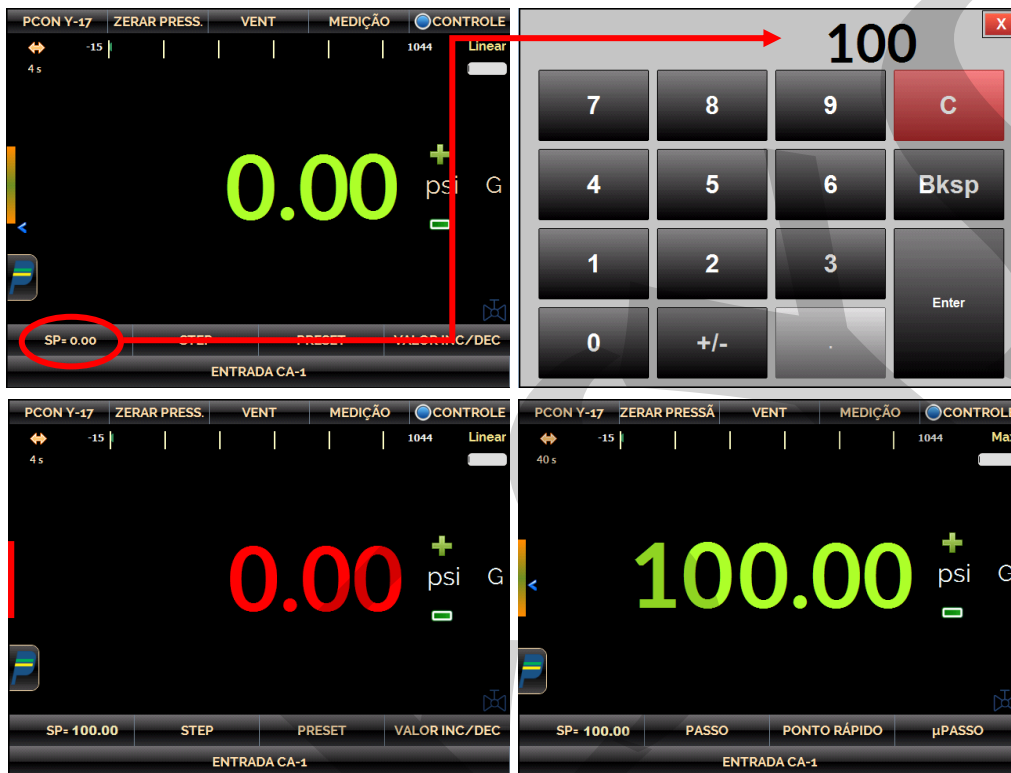 PCON Y-17 ZERAR PRESS. VENT MEDIÇÃO CONTROLE
-15 1044 Linear
4 s
0.00
psi G
SP= 0.00 STEP PRESET VALOR INC/DEC
ENTRADA CA-1
X
100
7 8 9 C
4 5 6 Bksp
1 2 3
Enter
0 +/- .
PCON Y-17 ZERAR PRESS. VENT MEDIÇÃO CONTROLE
-15 1044 Linear
4 s
0.00
psi G
SP= 100.00 STEP PRESET VALOR INC/DEC
ENTRADA CA-1
PCON Y-17 ZERAR PRESSÃ VENT MEDIÇÃO CONTROLE
-15 1044 Max
40 s
100.00
psi G
SP= 100.00 PASSO PONTO RÁPIDO µPASSO
ENTRADA CA-1